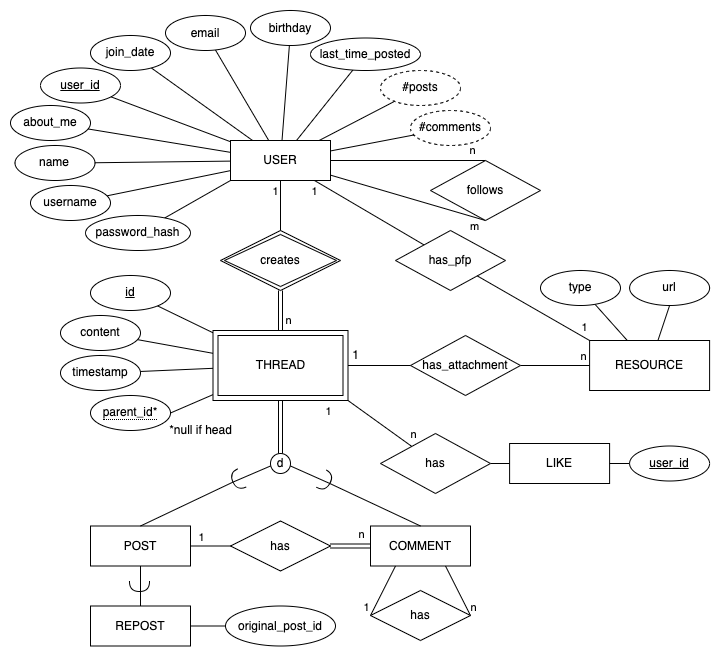 birthday
email
join_date
last_time_posted
user_id
#posts
about_me
#comments
n
name
USER
follows
1
1
username
m
password_hash
creates
has_pfp
id
type
url
n
1
content
THREAD
1
has_attachment
n
RESOURCE
timestamp
parent_id*
1
*null if head
n
d
has
LIKE
user_id
POST
1
has
n
COMMENT
1
has
n
REPOST
original_post_id